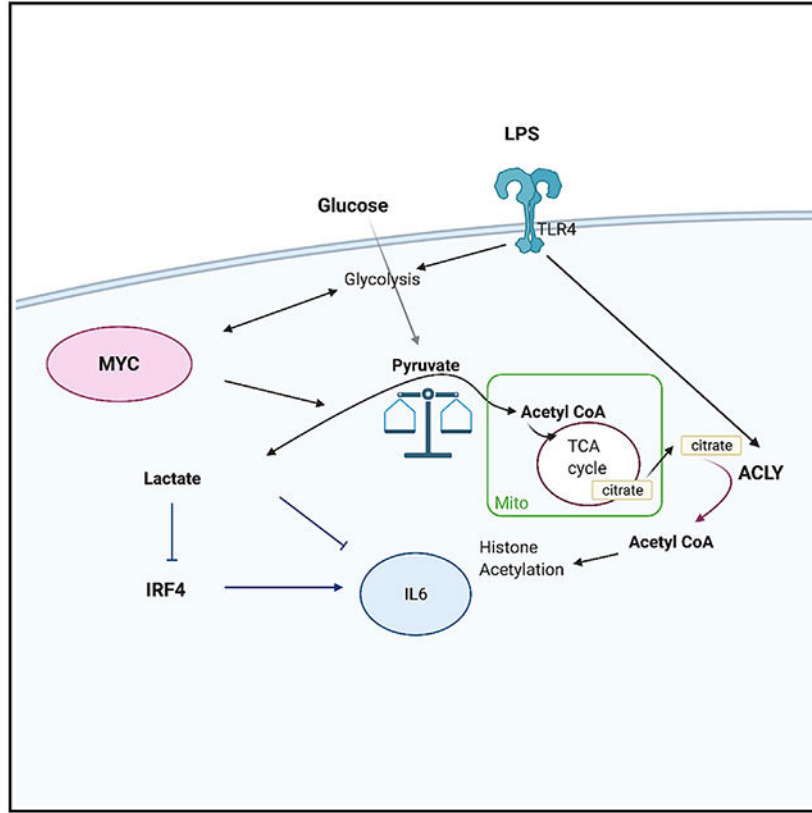 LPS
Glucose
TLR4
Glycolysis
MYC
Pyruvate
Acetyl CoA
TCA
cycle
citrate
citrate
ACLY
Mito
Lactate
Acetyl CoA
Histone
Acetylation
IRF4
IL6